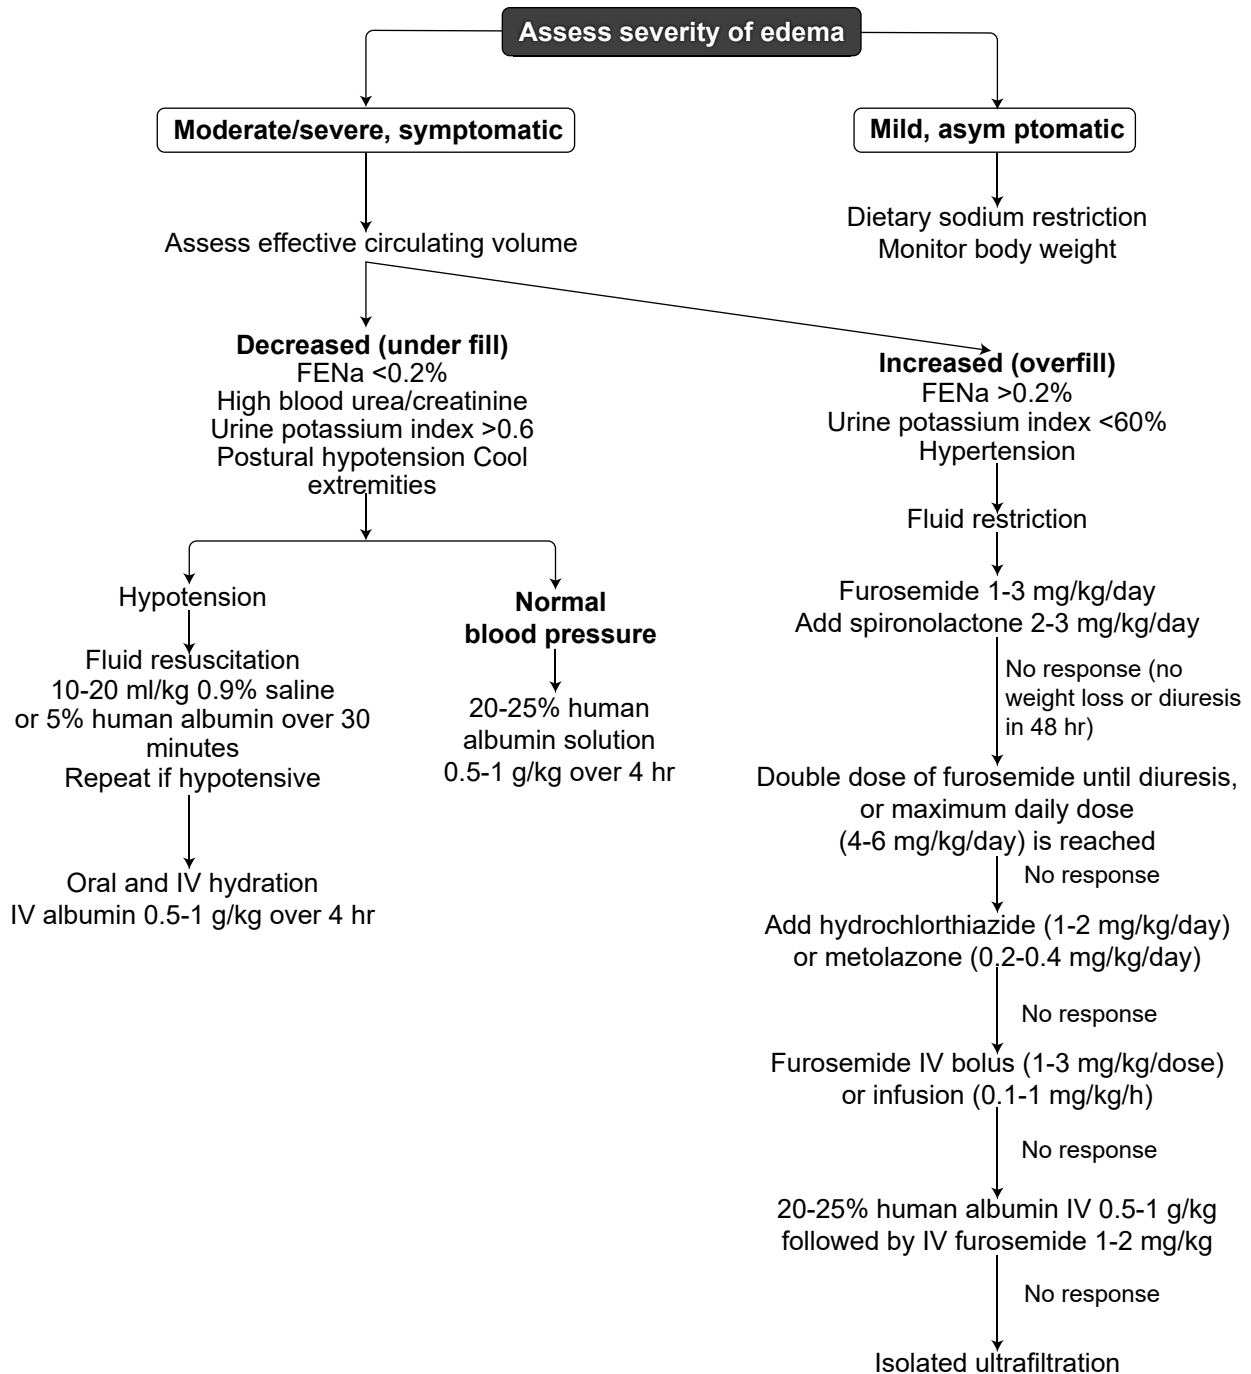 Assess severity of edema
Moderate/severe, symptomatic
Mild, asym ptomatic
Dietary sodium restriction
Monitor body weight
Assess effective circulating volume
Decreased (under fill)
FENa <0.2%
High blood urea/creatinine
Urine potassium index >0.6
Postural hypotension Cool
extremities
Increased (overfill)
FENa >0.2%
Urine potassium index <60%
Hypertension
Fluid restriction
Furosemide 1-3 mg/kg/day
Add spironolactone 2-3 mg/kg/day
Hypotension
Fluid resuscitation
10-20 ml/kg 0.9% saline
or 5% human albumin over 30
minutes
Repeat if hypotensive
Oral and IV hydration
IV albumin 0.5-1 g/kg over 4 hr
Normal
blood pressure
20-25% human
albumin solution
0.5-1 g/kg over 4 hr
No response (no
weight loss or diuresis
in 48 hr)
Double dose of furosemide until diuresis,
or maximum daily dose
(4-6 mg/kg/day) is reached
No response
Add hydrochlorthiazide (1-2 mg/kg/day)
or metolazone (0.2-0.4 mg/kg/day)
No response
Furosemide IV bolus (1-3 mg/kg/dose)
or infusion (0.1-1 mg/kg/h)
No response
20-25% human albumin IV 0.5-1 g/kg
followed by IV furosemide 1-2 mg/kg
No response
Isolated ultrafiltration